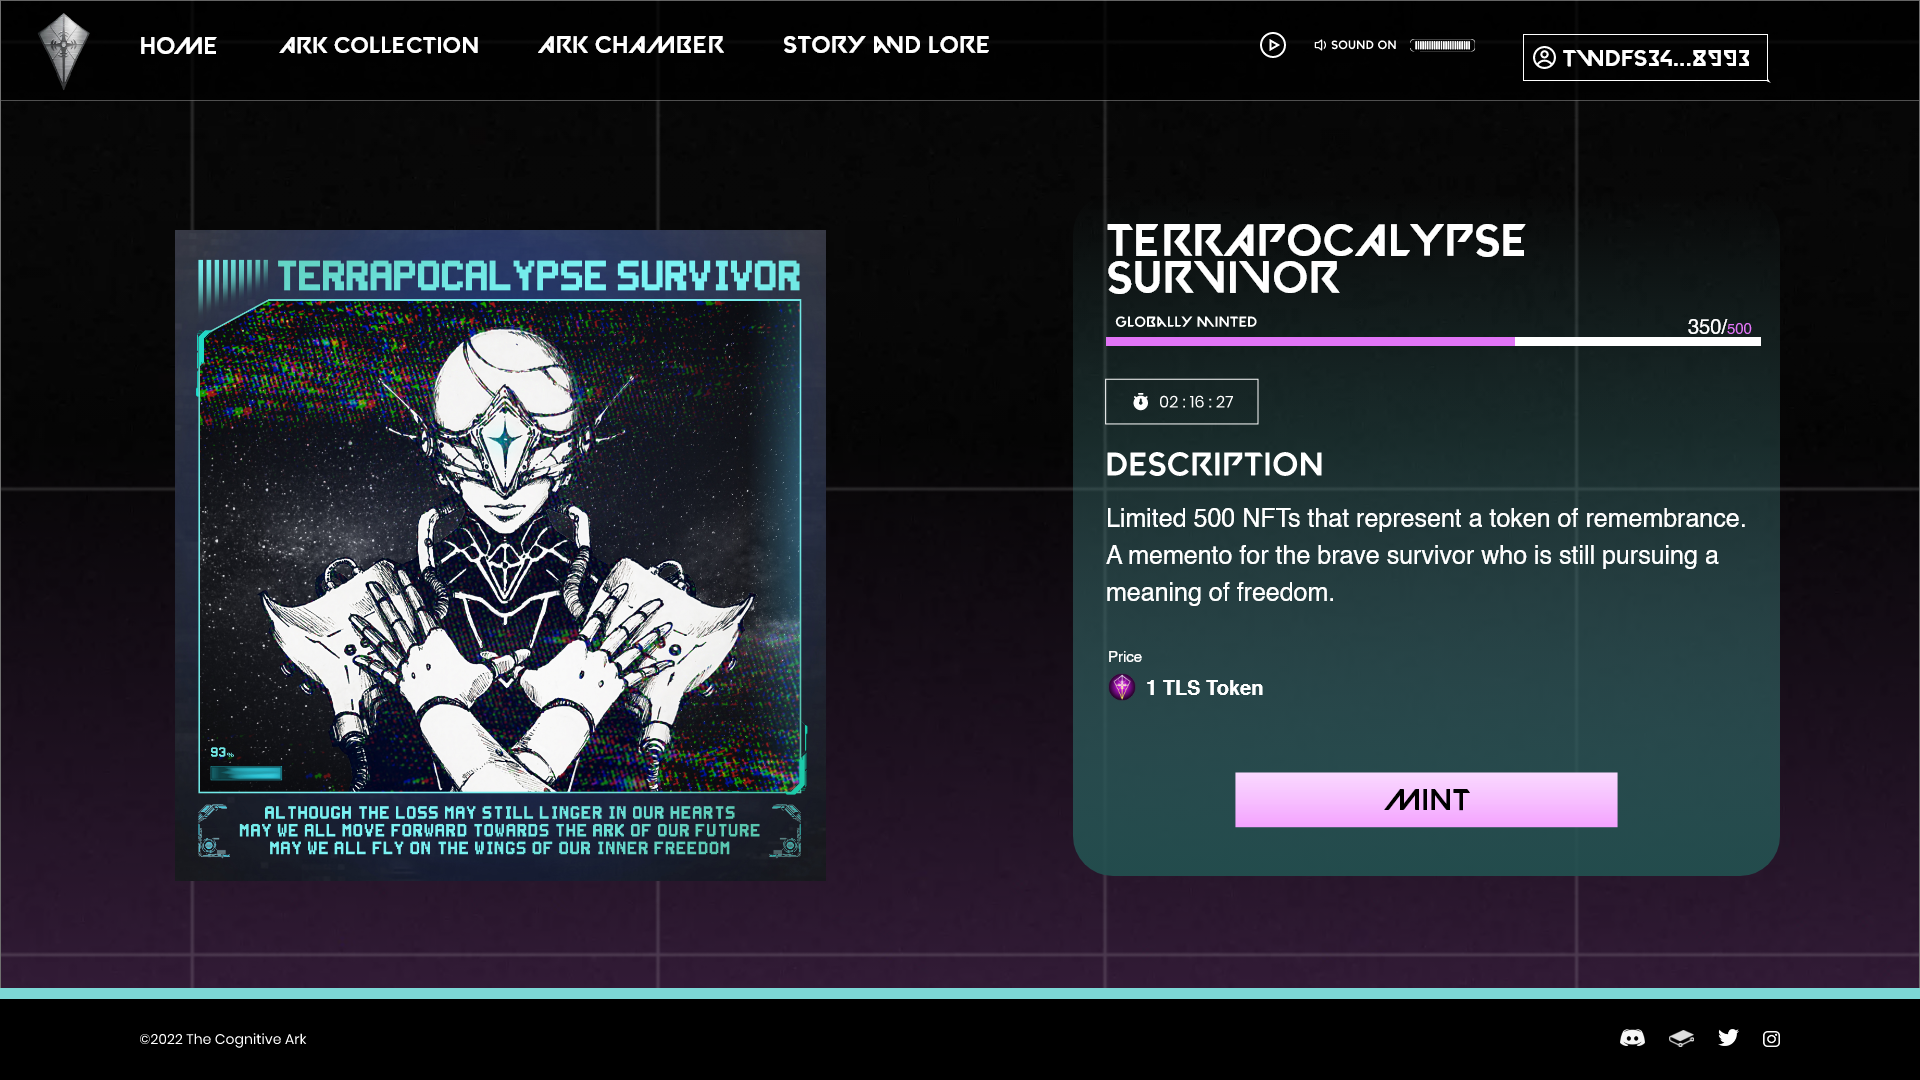 HOME
ARK COLLECTION
ARK CHAMBER
STORY AND LORE
SOUND ON
TWDFS34...8993
TERRAPOCALYPSE SURVIVOR
93%
ALTHOUGH THE LOSS MAY STILL LINGER IN OUR HEARTS
MAY WE ALL MOVE FORWARD TOWARDS THE ARK OF OUR FUTURE
MAY WE ALL FLY ON THE WINGS OF OUR INNER FREEDOM
TERRAPOCALYPSE
SURVIVOR
GLOBALLY MINTED
350/500
02 : 16 : 27
DESCRIPTION
Limited 500 NFTs that represent a token of remembrance.
A memento for the brave survivor who is still pursuing a
meaning of freedom.
Price
1 TLS Token
MINT
©2022 The Cognitive Ark